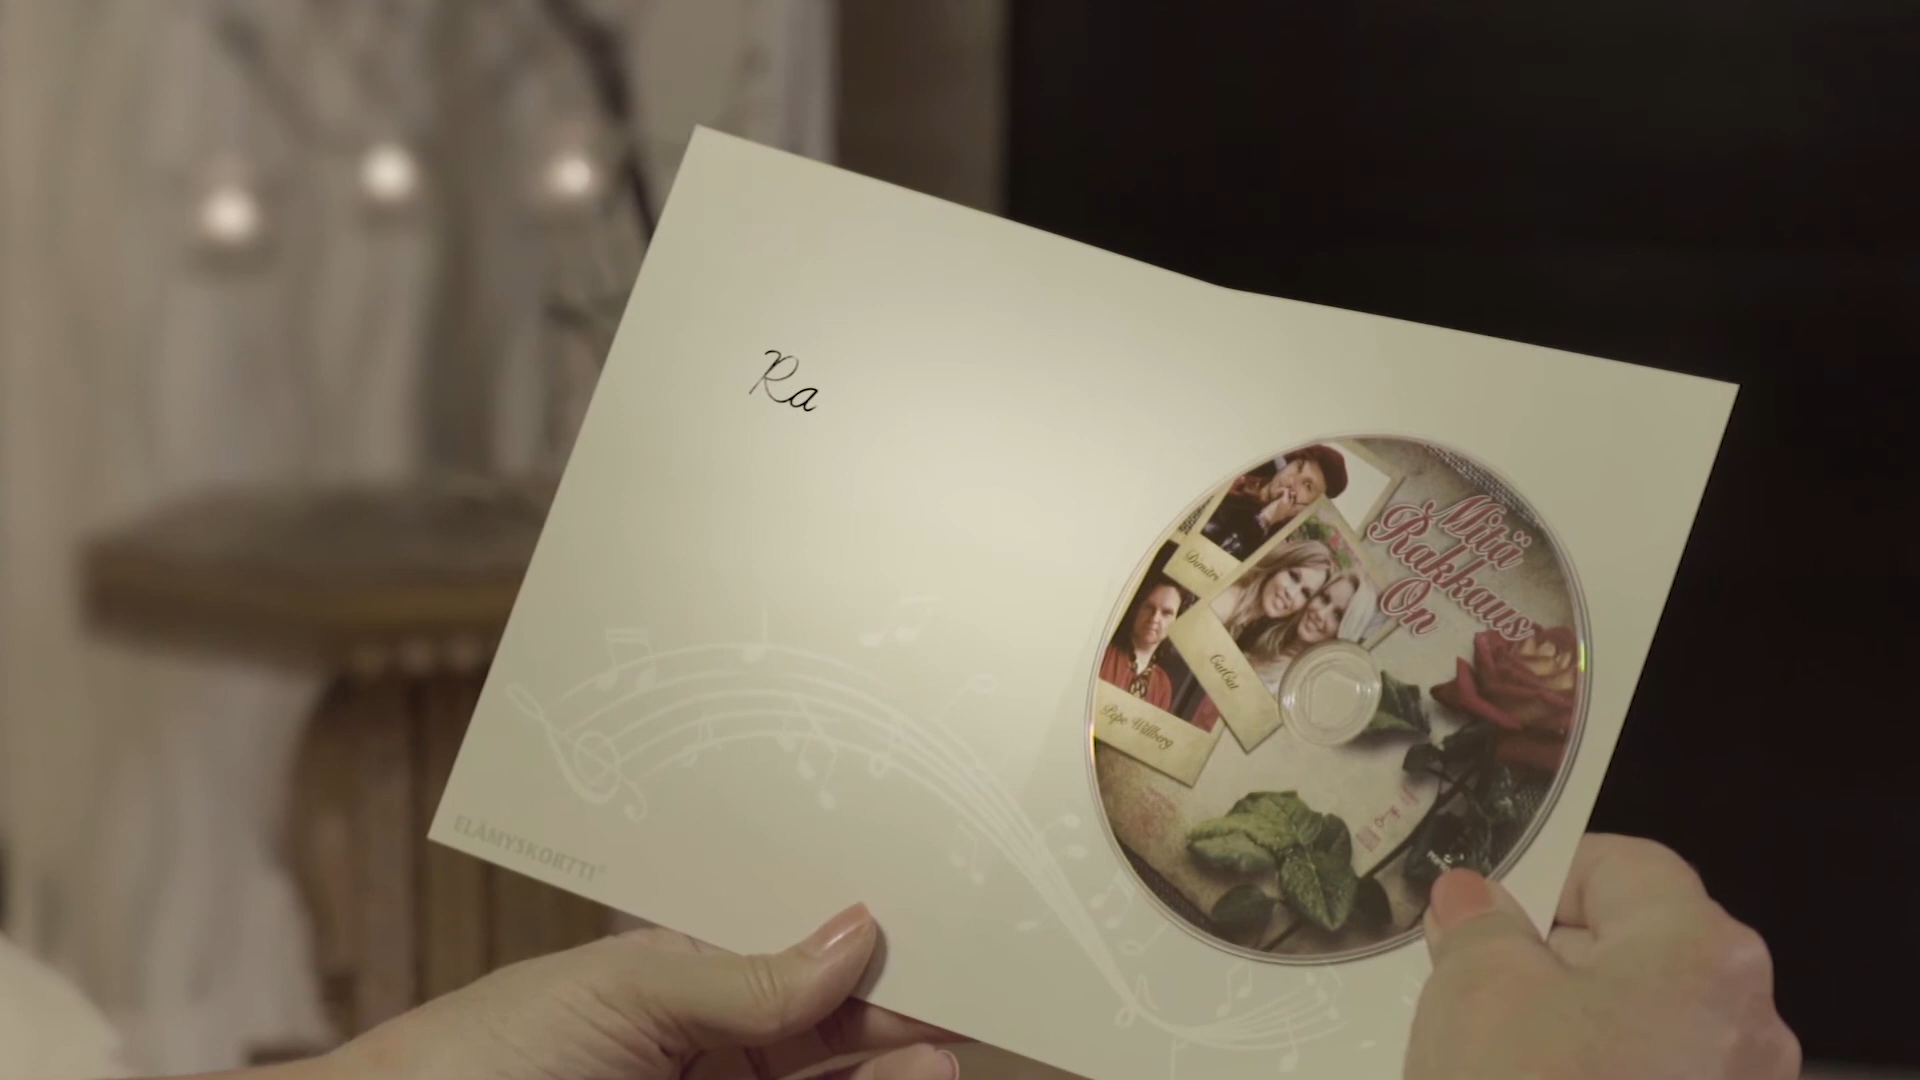 Ra
Mitä
Rakkaus
On
Dimitri
CatCat
Pepe Willberg
ELÄMYSKORTTI